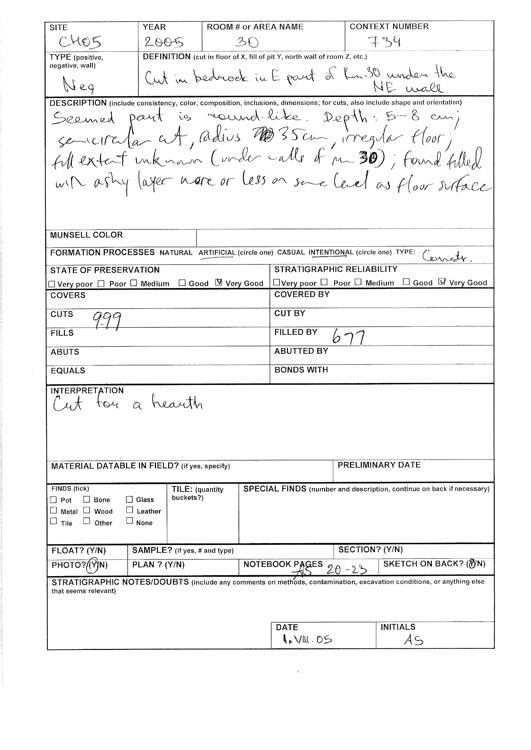 SITE YEAR ROOM # or AREA NAME CONTEXT NUMBER
CH05 2005 30 734
TYPE (positive, negative, wall) DEFINITION (cut in floor of X, fill of pit Y, north wall of room Z, etc.)
Neg Cut in bedrock in E part of Rm.30 under the
NE wall
DESCRIPTION (include consistency, color, composition, inclusions, dimensions; for cuts, also include shape and orientation)
Seemed part is round-like. Depth: 5-8 cm;
semicircular cut, radius 35cm, irregular floor,
full extent unknown (under walls of rm 30); found filled
with ashy layer more or less on same level as floor surface
MUNSELL COLOR
FORMATION PROCESSES NATURAL ARTIFICIAL (circle one) CASUAL INTENTIONAL (circle one) TYPE: Constr.
STATE OF PRESERVATION STRATIGRAPHIC RELIABILITY
Very poor Poor Medium Good Very Good Very poor Poor Medium Good Very Good
COVERS COVERED BY
CUTS 999 CUT BY
FILLS FILLED BY 677
ABUTS ABUTTED BY
EQUALS BONDS WITH
INTERPRETATION
Cut for a hearth
MATERIAL DATABLE IN FIELD? (if yes, specify) PRELIMINARY DATE
FINDS (tick) TILE: (quantity buckets?) SPECIAL FINDS (number and description, continue on back if necessary)
Pot Bone Glass
Metal Wood Leather
Tile Other None
FLOAT? (Y/N) SAMPLE? (if yes, # and type) SECTION? (Y/N)
PHOTO? (Y/N) PLAN ? (Y/N) NOTEBOOK PAGES AS 20-23 SKETCH ON BACK? (Y/N)
STRATIGRAPHIC NOTES/DOUBTS (include any comments on methods, contamination, excavation conditions, or anything else
that seems relevant)
DATE INITIALS
1.VIII.05 AS